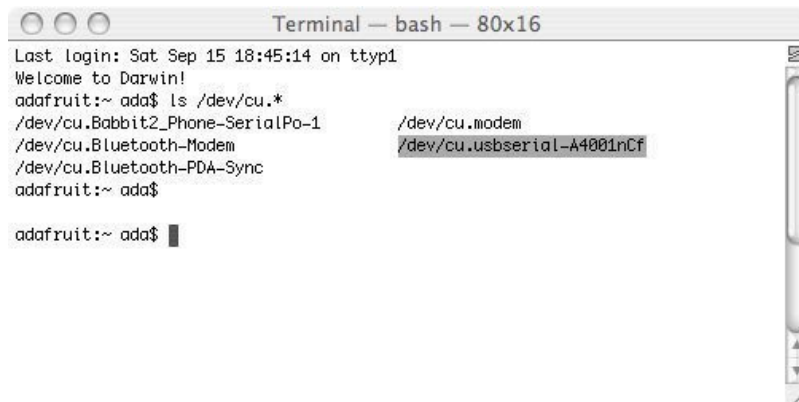 Terminal — bash — 80x16
Last login: Sat Sep 15 18:45:14 on ttyp1
Welcome to Darwin!
adafruit:~ ada$ ls /dev/cu.*
/dev/cu.Babbit2_Phone-SerialPo-1 /dev/cu.modem
/dev/cu.Bluetooth-Modem /dev/cu.usbserial-A4001nCf
/dev/cu.Bluetooth-PDA-Sync
adafruit:~ ada$
adafruit:~ ada$